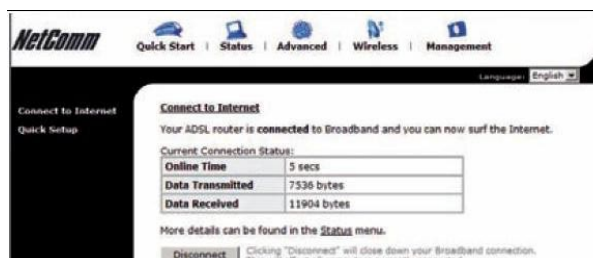 NetComm
Quick Start | Status | Advanced | Wireless | Management
Language: English
Connect to Internet
Quick Setup
Connect to Internet
Your ADSL router is connected to Broadband and you can now surf the Internet.
Current Connection Status:
Online Time 5 secs
Data Transmitted 7536 bytes
Data Received 11904 bytes
More details can be found in the Status menu.
Disconnect Clicking "Disconnect" will close down your Broadband connection.